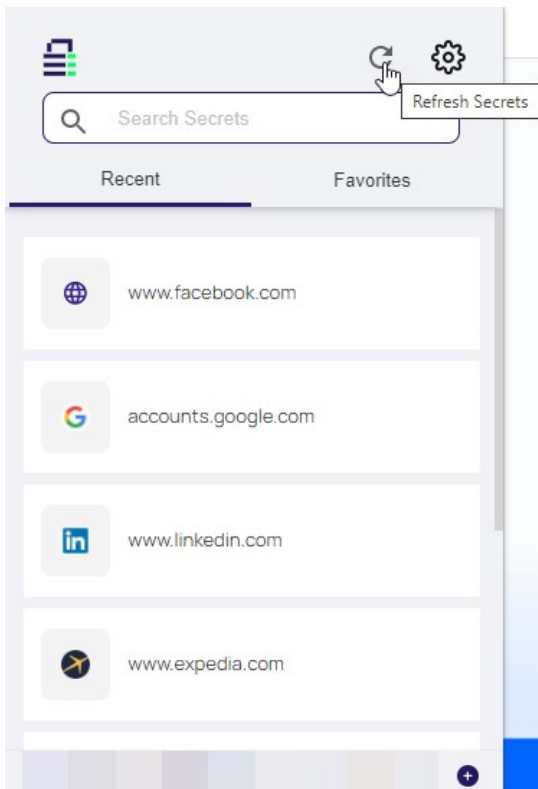 Refresh Secrets
Search Secrets
Recent Favorites
www.facebook.com
accounts.google.com
www.linkedin.com
www.expedia.com